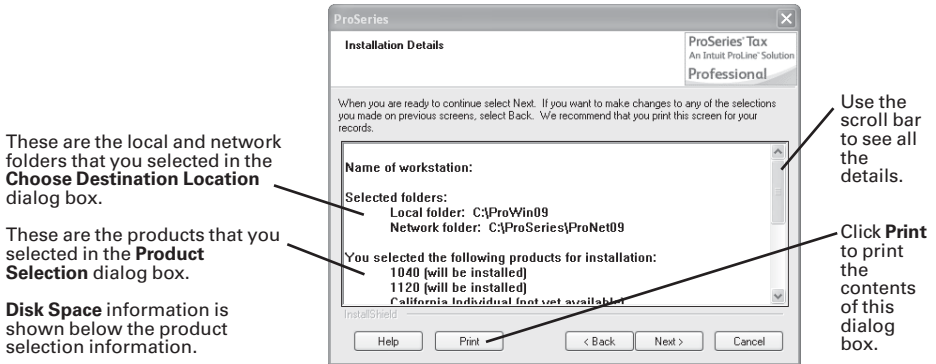 These are the local and network
folders that you selected in the
Choose Destination Location
dialog box.
These are the products that you
selected in the Product
Selection dialog box.
Disk Space information is
shown below the product
selection information.
ProSeries
Installation Details
ProSeries' Tax
An Intuit ProLine Solution
Professional
When you are ready to continue select Next. If you want to make changes to any of the selections
you made on previous screens, select Back. We recommend that you print this screen for your
records.
Name of workstation:
Selected folders:
Local folder: C:\ProWin09
Network folder: C:\ProSeries\ProNet09
You selected the following products for installation:
1040 (will be installed)
1120 (will be installed)
California Individual (not yet available)
InstallShield
Help
Print
< Back
Next >
Cancel
Use the
scroll bar
to see all
the
details.
Click Print
to print
the
contents
of this
dialog
box.